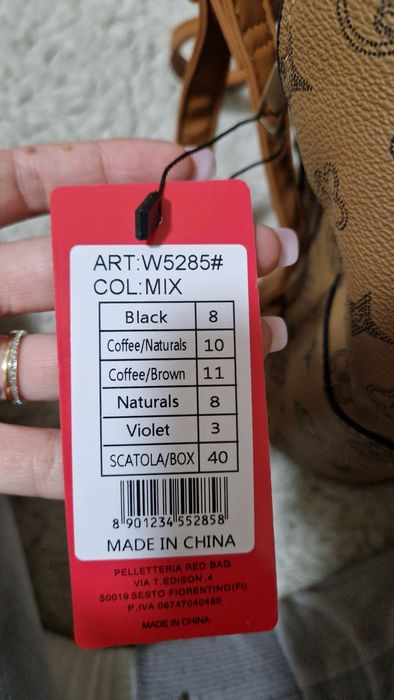 ART:W5285#
COL:MIX
Black 8
Coffee/Naturals 10
Coffee/Brown 11
Naturals 8
Violet 3
SCATOLA/BOX 40
8 901234 552858
MADE IN CHINA
PELLETTERIA RED BAG
VIA T.EDISON ,4
50019 SESTO FIORENTINO(FI)
P.IVA 06747040480
MADE IN CHINA